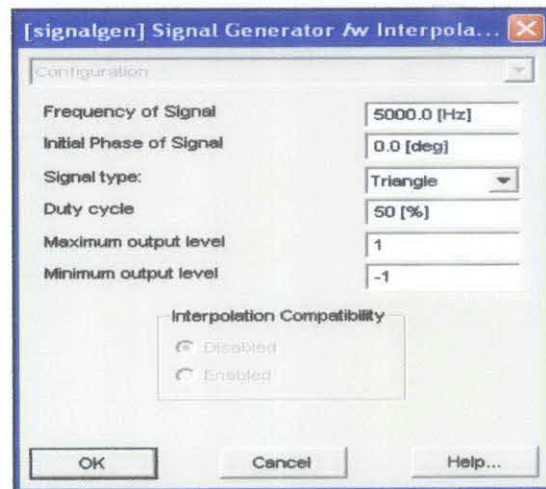 [signalgen] Signal Generator /w Interpola...
Configuration
Frequency of Signal 5000.0 [Hz]
Initial Phase of Signal 0.0 [deg]
Signal type: Triangle
Duty cycle 50 [%]
Maximum output level 1
Minimum output level -1
Interpolation Compatibility
Disabled
Enabled
OK Cancel Help...